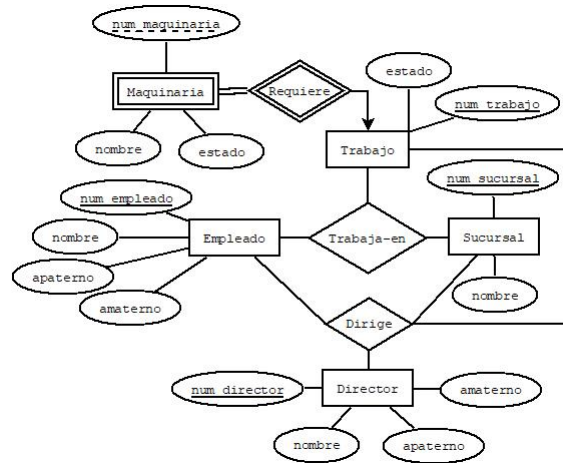 num maquinaria
Maquinaria
Requiere
estado
num trabajo
nombre
estado
Trabajo
num empleado
num sucursal
nombre
Empleado
Trabaja-en
Sucursal
apaterno
amaterno
nombre
Dirige
num director
Director
amaterno
nombre
apaterno